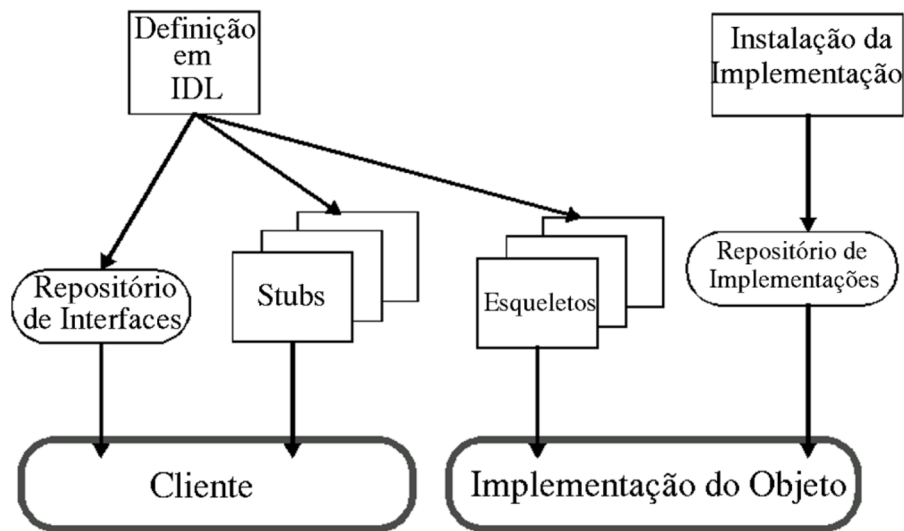 Definição
em
IDL
Instalação da
Implementação
Repositório
de Interfaces
Stubs
Esqueletos
Repositório de
Implementações
Cliente
Implementação do Objeto